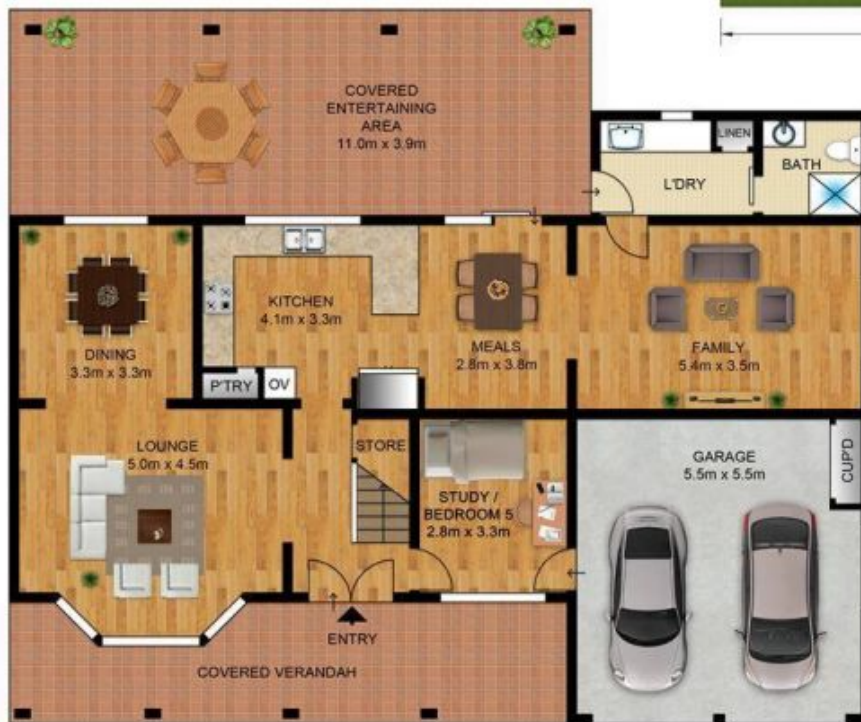 COVERED
ENTERTAINING
AREA
11.0m x 3.9m
LINEN
BATH
L'DRY
KITCHEN
4.1m x 3.3m
DINING
3.3m x 3.3m
MEALS
2.8m x 3.8m
FAMILY
5.4m x 3.5m
P'TRY
OV
LOUNGE
5.0m x 4.5m
STORE
STUDY /
BEDROOM 5
2.8m x 3.3m
GARAGE
5.5m x 5.5m
CUP'D
ENTRY
COVERED VERANDAH